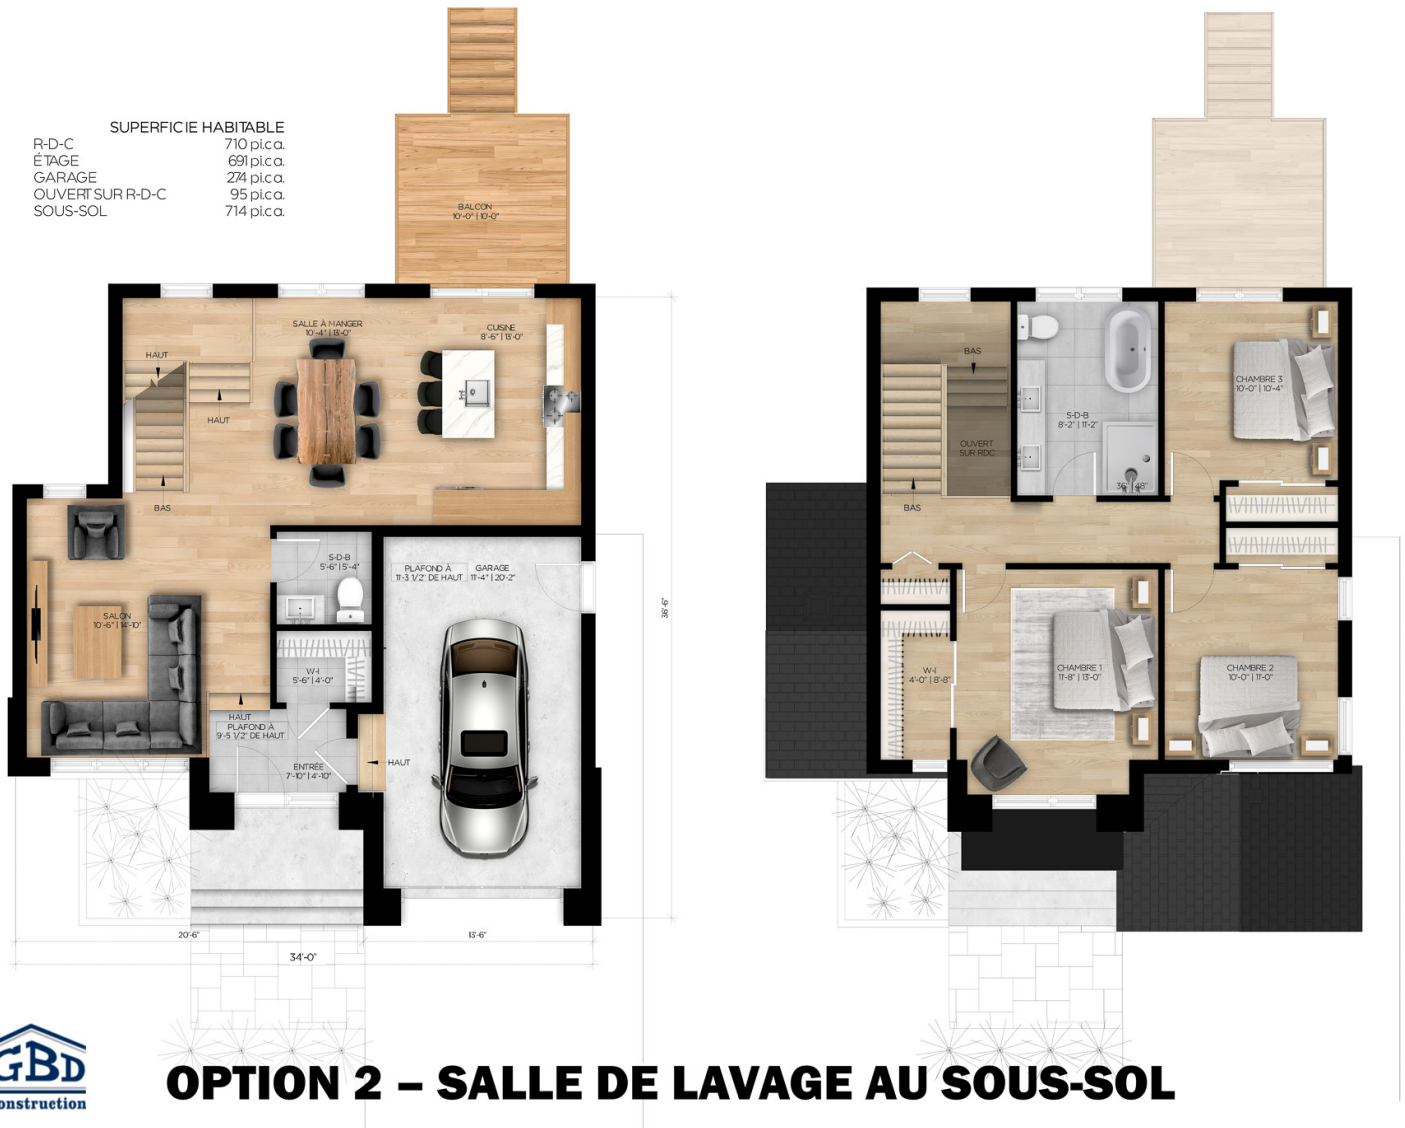 SUPERFICIE HABITABLE
R-D-C 710 pi.ca.
ÉTAGE 691 pi.ca.
GARAGE 274 pi.ca.
OUVERT SUR R-D-C 95 pi.ca.
SOUS-SOL 714 pi.ca.
BALCON
10'-0" | 10'-0"
SALLE À MANGER
10'-4" | 13'-0"
CUISINE
8'-6" | 13'-0"
HAUT
HAUT
BAS
S-D-B
5'-6" | 5'-4"
PLAFOND À
11'-3 1/2" DE HAUT
GARAGE
11'-4" | 20'-2"
SALON
10'-6" | 14'-10"
W-I
5'-6" | 4'-0"
HAUT
PLAFOND À
9'-5 1/2" DE HAUT
ENTRÉE
7'-10" | 4'-10"
HAUT
36'-6"
20'-6"
13'-6"
34'-0"
BAS
OUVERT
SUR RDC
BAS
S-D-B
8'-2" | 11'-2"
36" | 48"
CHAMBRE 3
10'-0" | 10'-4"
W-I
4'-0" | 8'-8"
CHAMBRE 1
11'-8" | 13'-0"
CHAMBRE 2
10'-0" | 11'-0"
GBD
onstruction
OPTION 2 – SALLE DE LAVAGE AU SOUS-SOL